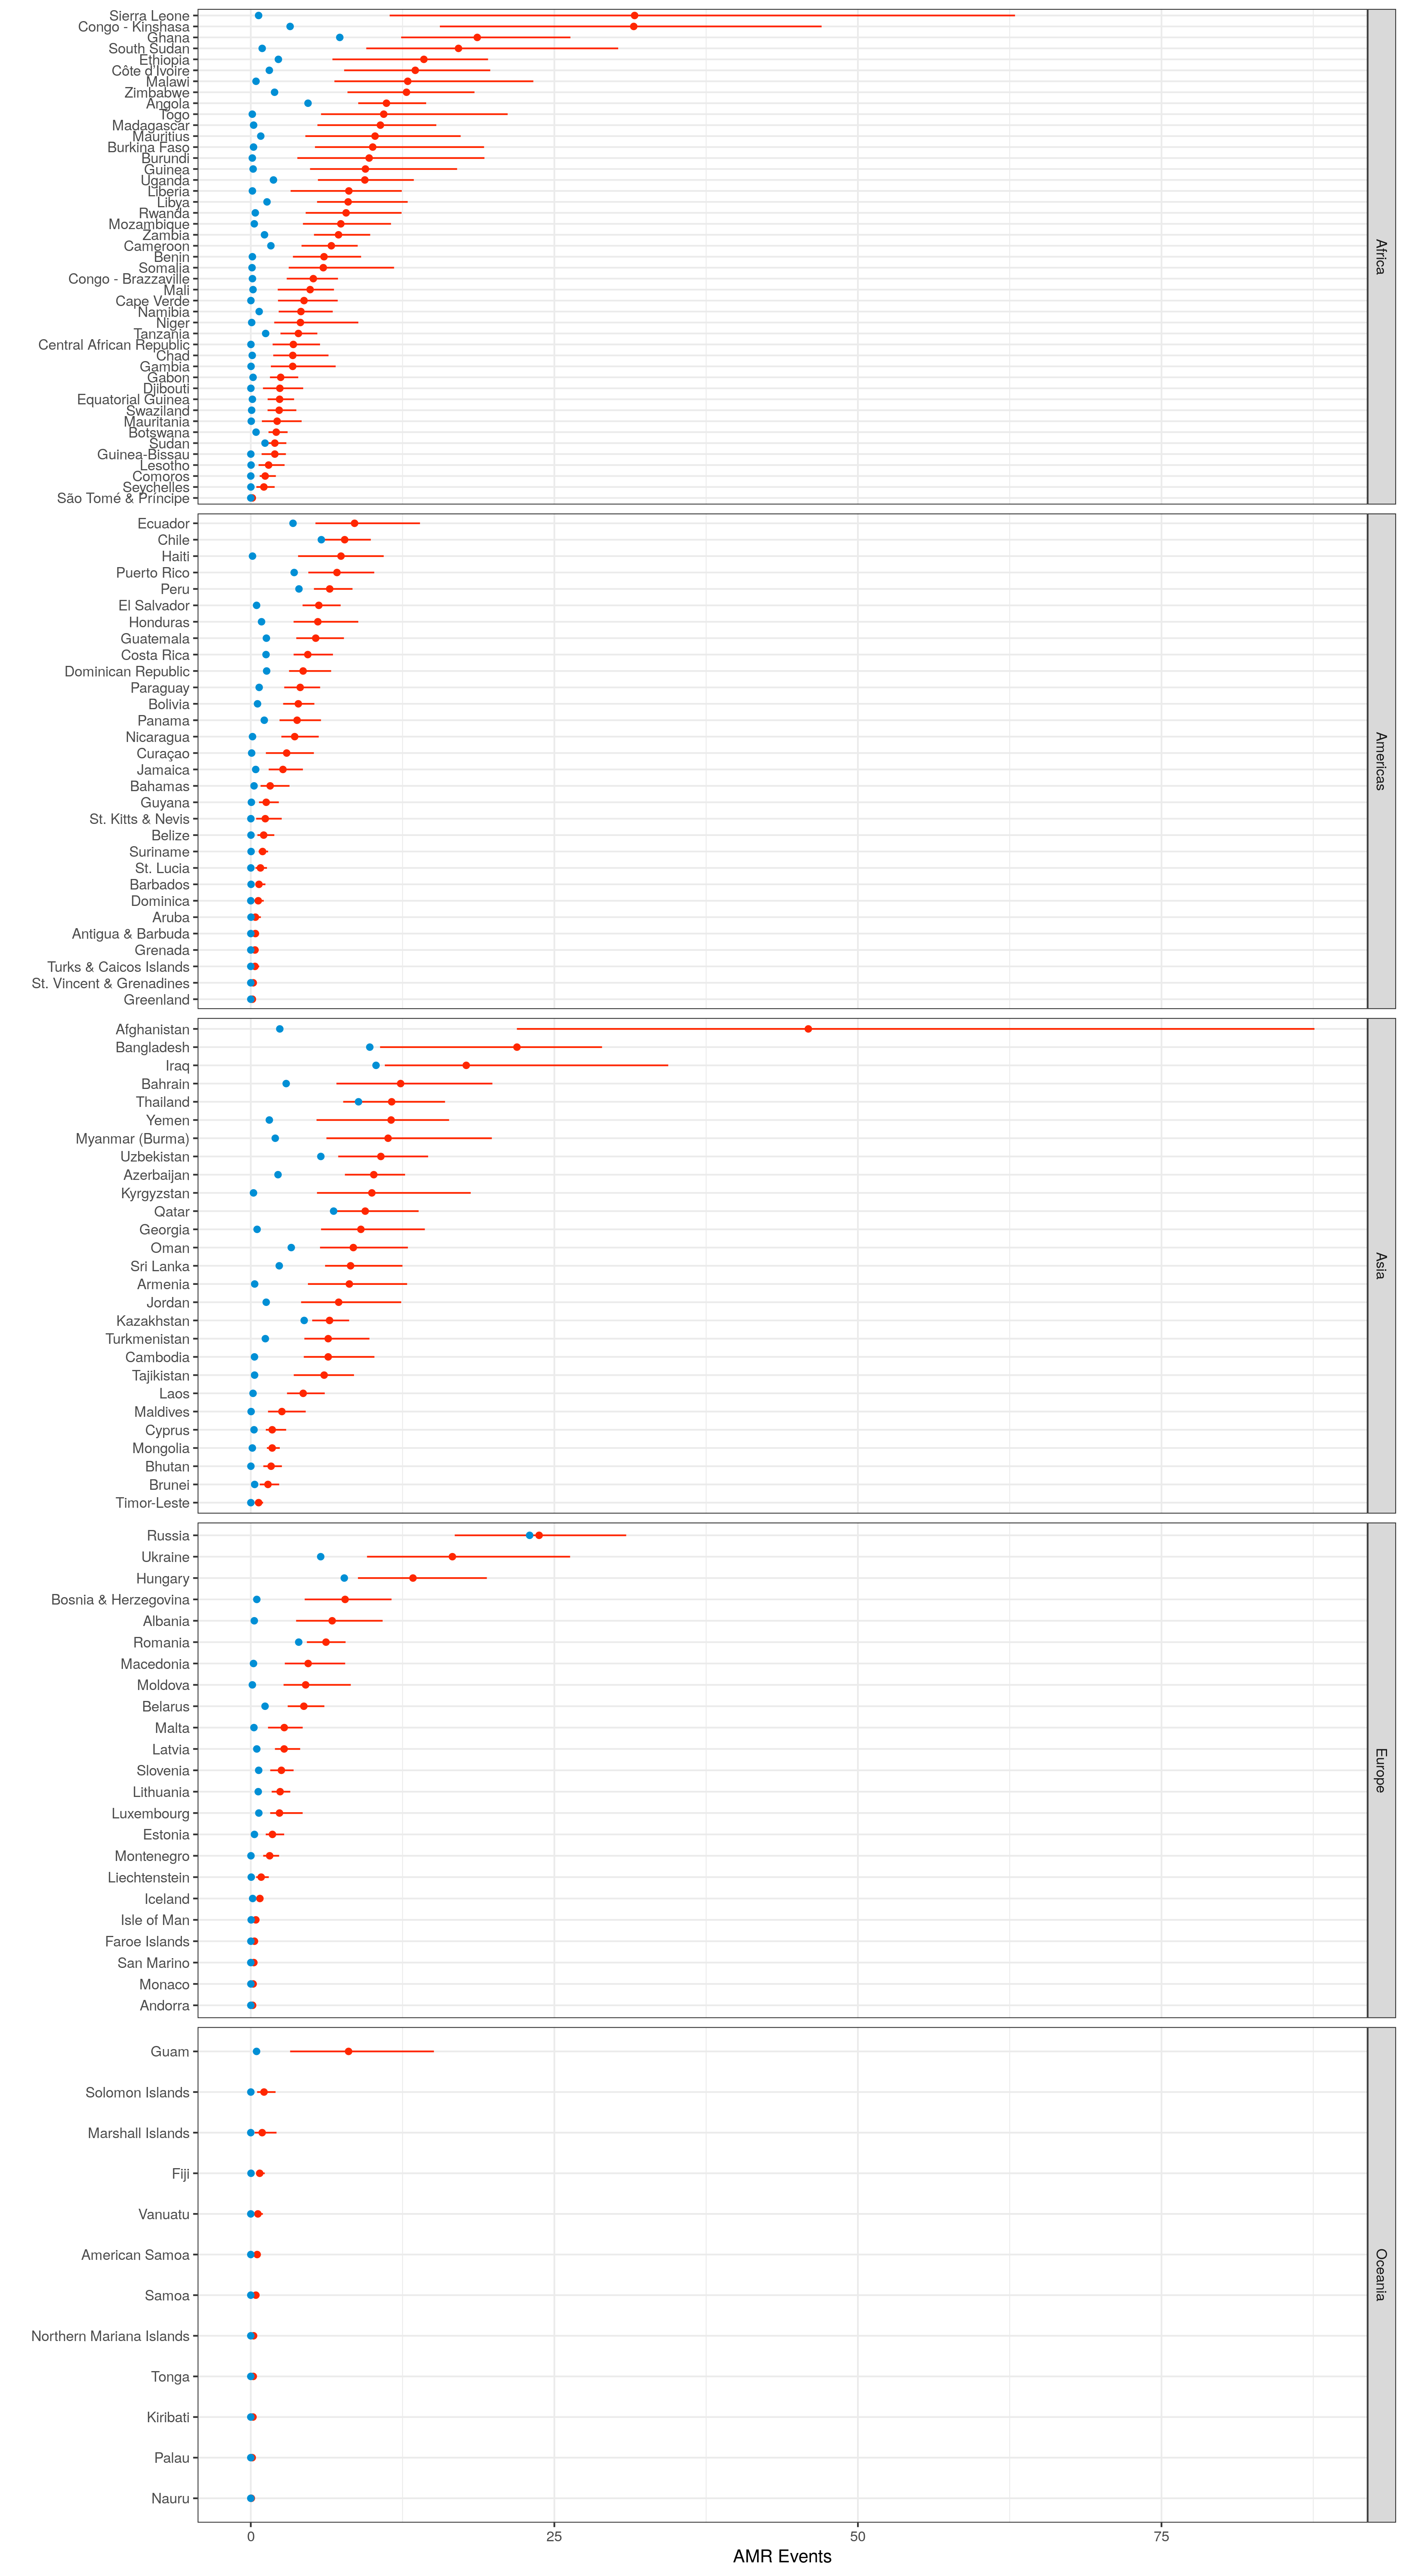 Sierra Leone
Congo - Kinshasa
Ghana
South Sudan
Ethiopia
Côte d'Ivoire
Malawi
Zimbabwe
Angola
Togo
Madagascar
Mauritius
Burkina Faso
Burundi
Guinea
Uganda
Liberia
Libya
Rwanda
Mozambique
Zambia
Cameroon
Benin
Somalia
Congo - Brazzaville
Mali
Cape Verde
Namibia
Niger
Tanzania
Central African Republic
Chad
Gambia
Gabon
Djibouti
Equatorial Guinea
Swaziland
Mauritania
Botswana
Sudan
Guinea-Bissau
Lesotho
Comoros
Seychelles
São Tomé & Príncipe
Africa
Ecuador
Chile
Haiti
Puerto Rico
Peru
El Salvador
Honduras
Guatemala
Costa Rica
Dominican Republic
Paraguay
Bolivia
Panama
Nicaragua
Curaçao
Jamaica
Bahamas
Guyana
St. Kitts & Nevis
Belize
Suriname
St. Lucia
Barbados
Dominica
Aruba
Antigua & Barbuda
Grenada
Turks & Caicos Islands
St. Vincent & Grenadines
Greenland
Americas
Afghanistan
Bangladesh
Iraq
Bahrain
Thailand
Yemen
Myanmar (Burma)
Uzbekistan
Azerbaijan
Kyrgyzstan
Qatar
Georgia
Oman
Sri Lanka
Armenia
Jordan
Kazakhstan
Turkmenistan
Cambodia
Tajikistan
Laos
Maldives
Cyprus
Mongolia
Bhutan
Brunei
Timor-Leste
Asia
Russia
Ukraine
Hungary
Bosnia & Herzegovina
Albania
Romania
Macedonia
Moldova
Belarus
Malta
Latvia
Slovenia
Lithuania
Luxembourg
Estonia
Montenegro
Liechtenstein
Iceland
Isle of Man
Faroe Islands
San Marino
Monaco
Andorra
Europe
Guam
Solomon Islands
Marshall Islands
Fiji
Vanuatu
American Samoa
Samoa
Northern Mariana Islands
Tonga
Kiribati
Palau
Nauru
Oceania
0 25 50 75
AMR Events